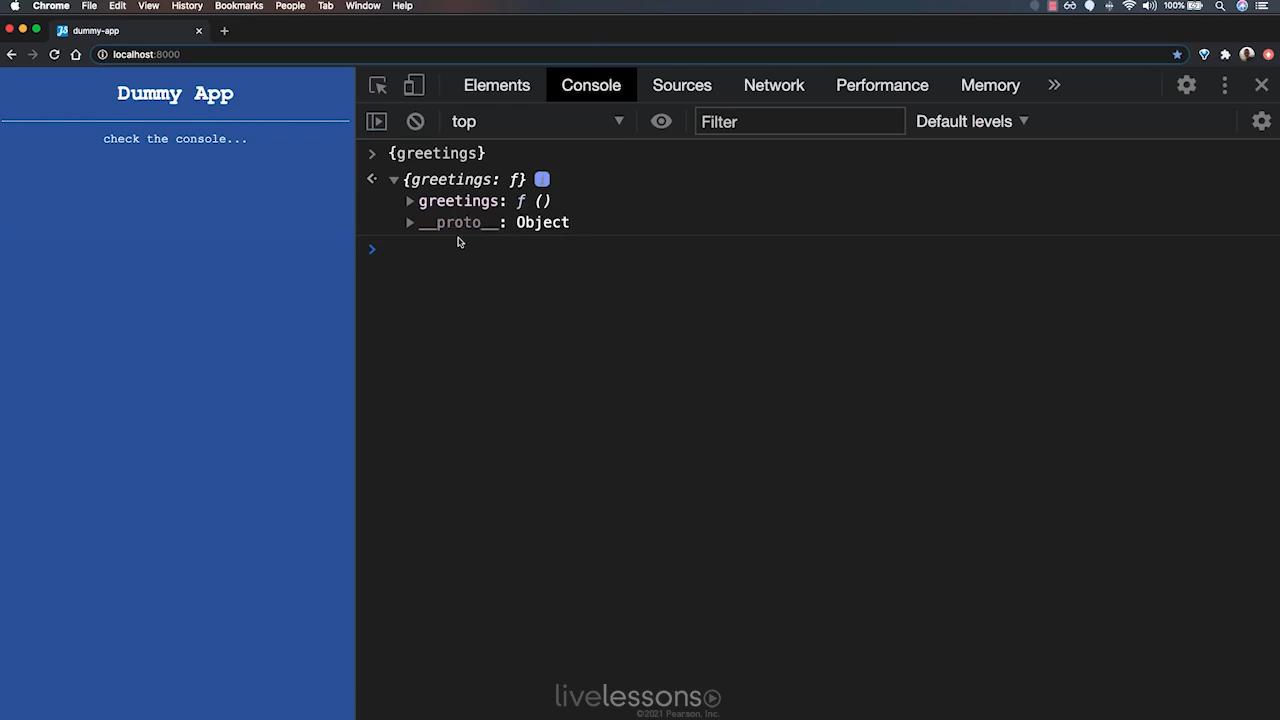 Chrome File Edit View History Bookmarks People Tab Window Help 100%
dummy-app
localhost:8000
Dummy App
check the console...
Elements Console Sources Network Performance Memory
top Filter Default levels
{greetings}
{greetings: ƒ} i
greetings: ƒ ()
__proto__: Object
livelessons
©2021 Pearson, Inc.